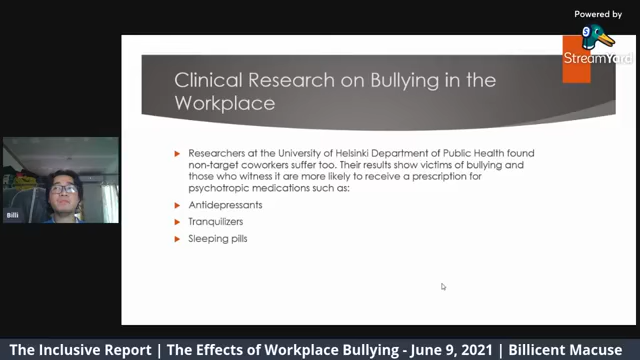 Powered by
StreamYard
Clinical Research on Bullying in the
Workplace
Researchers at the University of Helsinki Department of Public Health found
non-target coworkers suffer too. Their results show victims of bullying and
those who witness it are more likely to receive a prescription for
psychotropic medications such as:
Antidepressants
Tranquilizers
Sleeping pills
Billi
The Inclusive Report | The Effects of Workplace Bullying - June 9, 2021 | Billicent Macuse